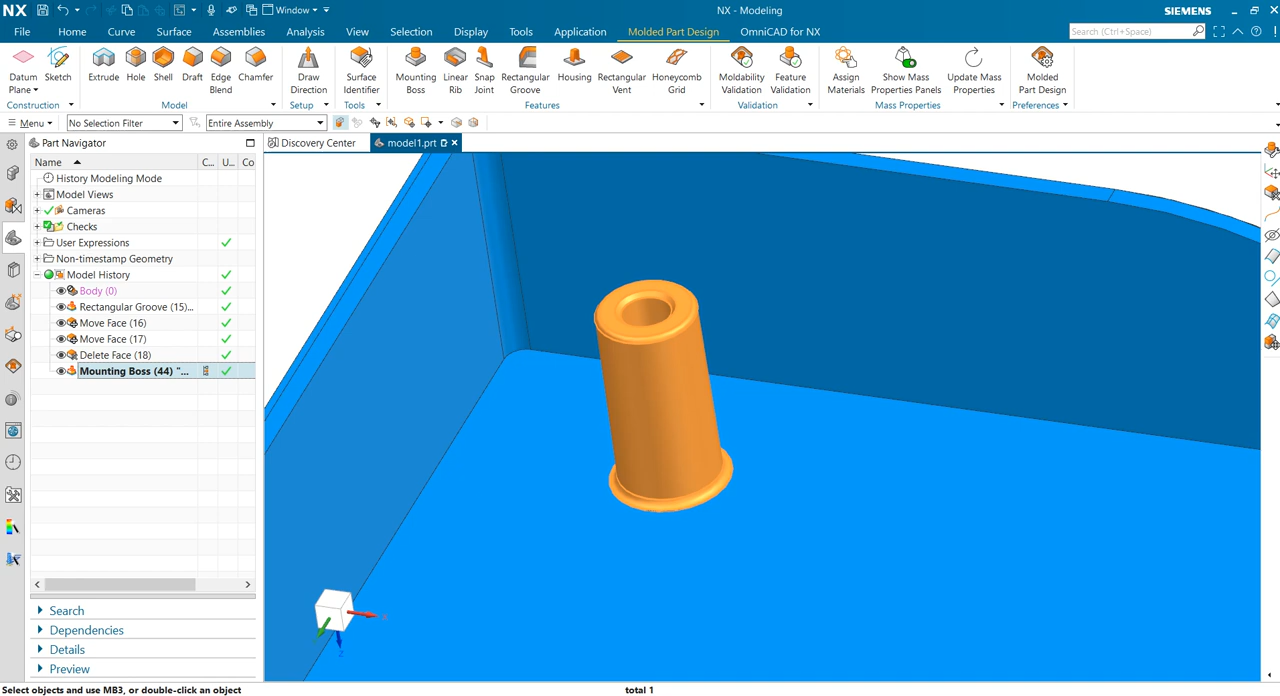 NX
Window
NX - Modeling
SIEMENS
File Home Curve Surface Assemblies Analysis View Selection Display Tools Application Molded Part Design OmniCAD for NX
Search (Ctrl+Space)
Datum Plane
Sketch
Extrude
Hole
Shell
Draft
Edge Blend
Chamfer
Draw Direction
Surface Identifier
Mounting Boss
Linear Rib
Snap Joint
Rectangular Groove
Housing
Rectangular Vent
Honeycomb Grid
Moldability Validation
Feature Validation
Assign Materials
Show Mass Properties Panels
Update Mass Properties
Molded Part Design
Construction Model Setup Tools Features Validation Mass Properties Preferences
Menu No Selection Filter Entire Assembly
Part Navigator
Discovery Center model1.prt
Name C... U... Co
History Modeling Mode
Model Views
Cameras
Checks
User Expressions
Non-timestamp Geometry
Model History
Body (0)
Rectangular Groove (15)...
Move Face (16)
Move Face (17)
Delete Face (18)
Mounting Boss (44) "...
X
Z
Search
Dependencies
Details
Preview
Select objects and use MB3, or double-click an object total 1